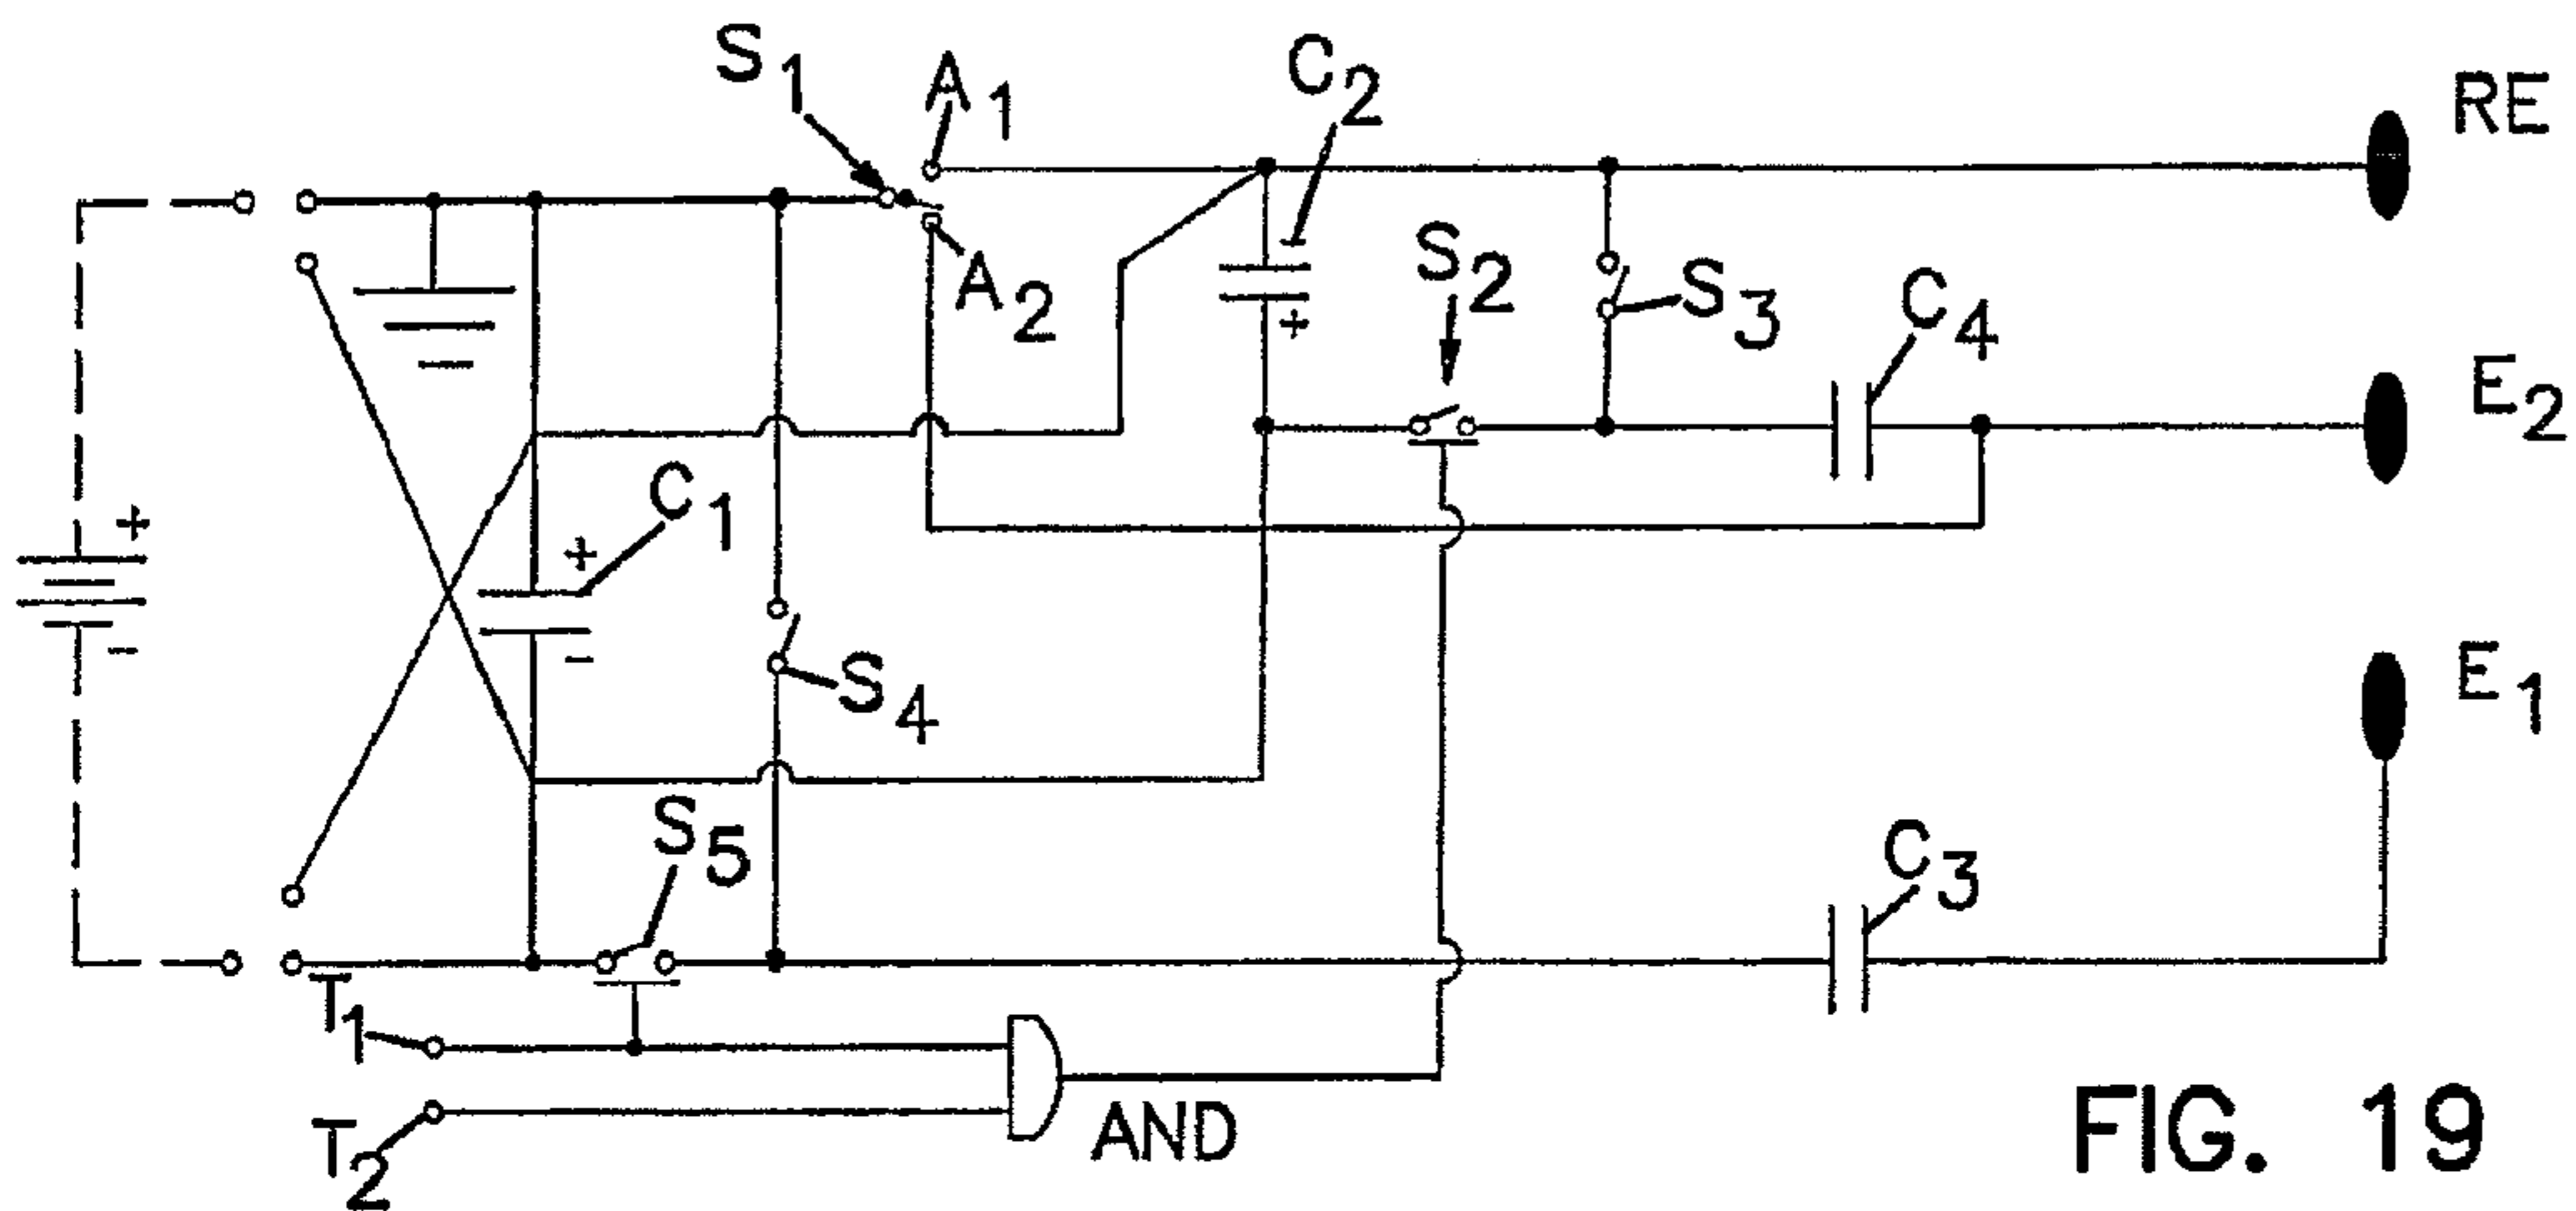 S1
A1
C2
RE
A2
S2
S3
C4
E2
+
-
+
C1
+
-
S4
E1
S5
C3
T1
T2
AND
FIG. 19